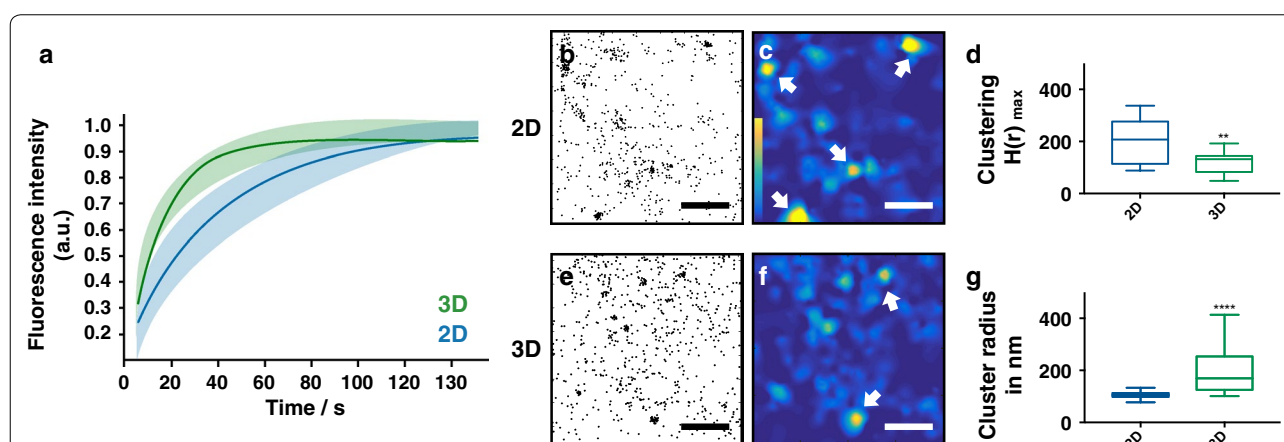 a
Fluorescence intensity
(a.u.)
1.0
0.9
0.8
0.7
0.6
0.5
0.4
0.3
0.2
0 20 40 60 80 100 120 130
Time / s
3D
2D
2D
b
c
d
Clustering
H(r) max
400
200
0
**
2D 3D
3D
e
f
g
Cluster radius
in nm
400
200
0
****